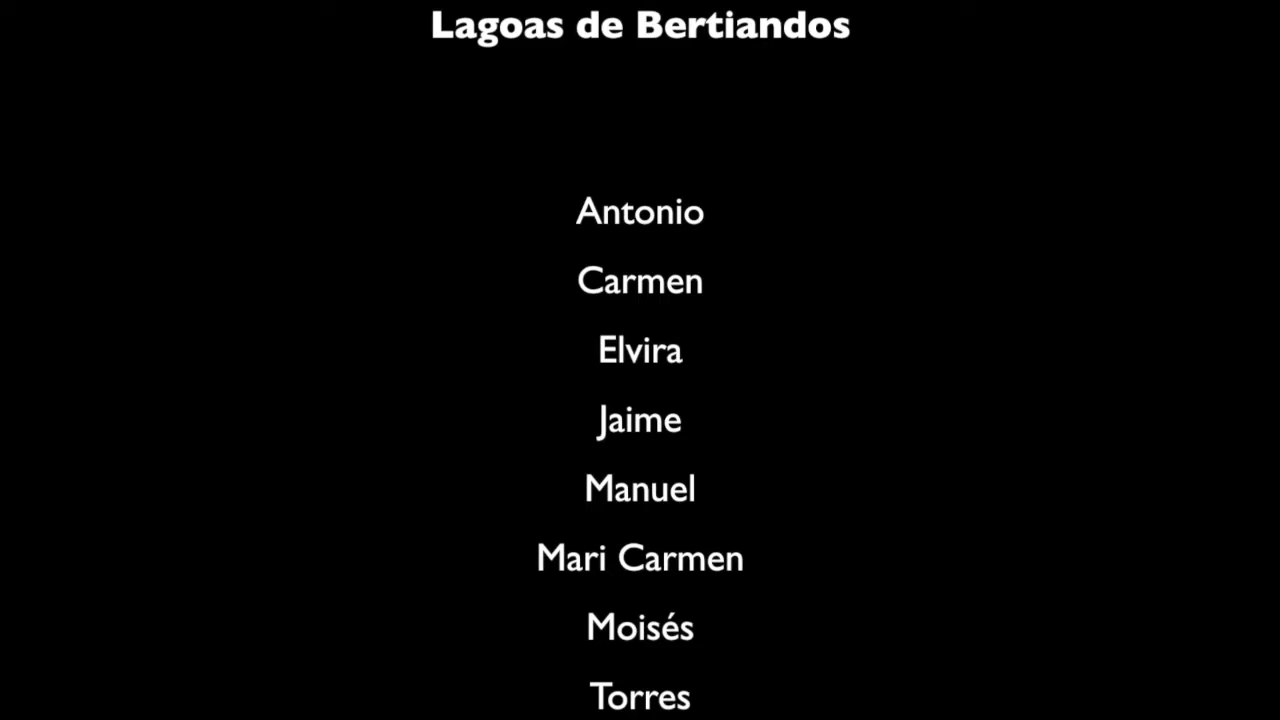 Lagoas de Bertiandos
Antonio
Carmen
Elvira
Jaime
Manuel
Mari Carmen
Moisés
Torres